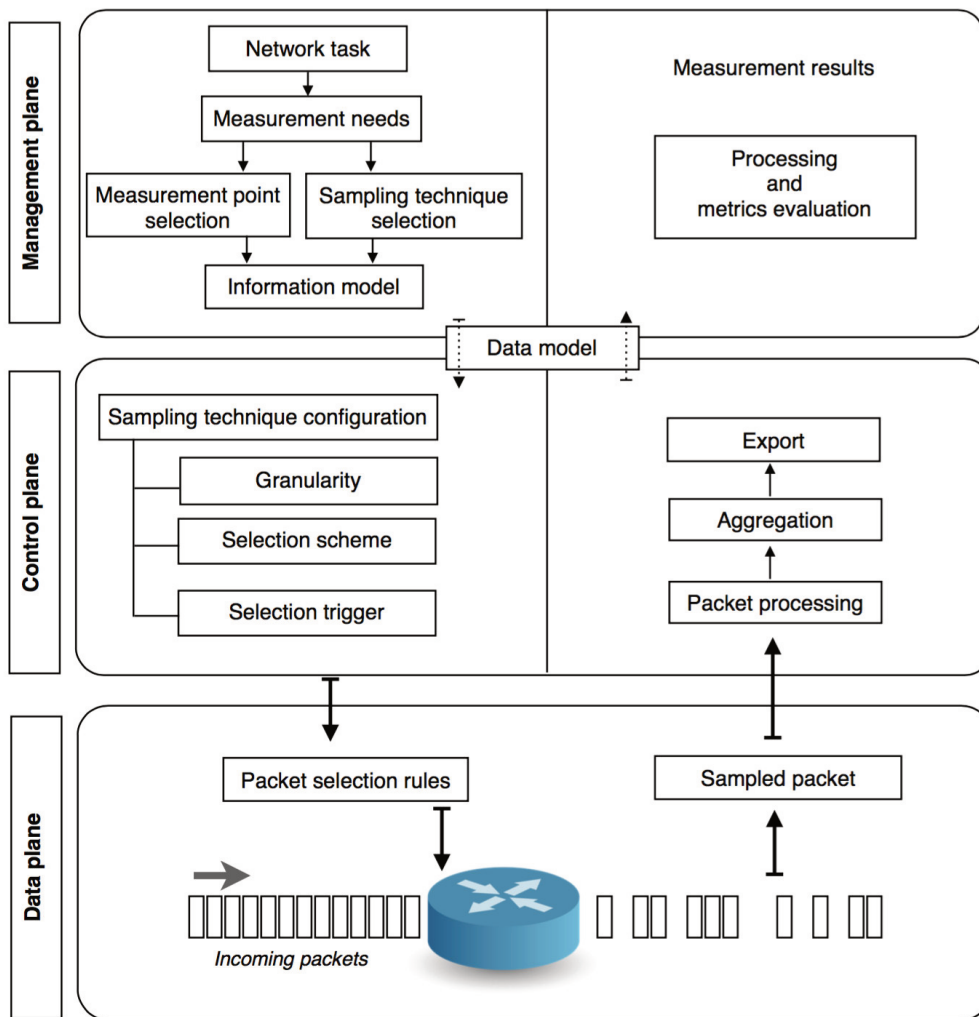 Management plane
Network task
Measurement needs
Measurement point
selection
Sampling technique
selection
Information model
Measurement results
Processing
and
metrics evaluation
Data model
Control plane
Sampling technique configuration
Granularity
Selection scheme
Selection trigger
Export
Aggregation
Packet processing
Data plane
Packet selection rules
Sampled packet
Incoming packets